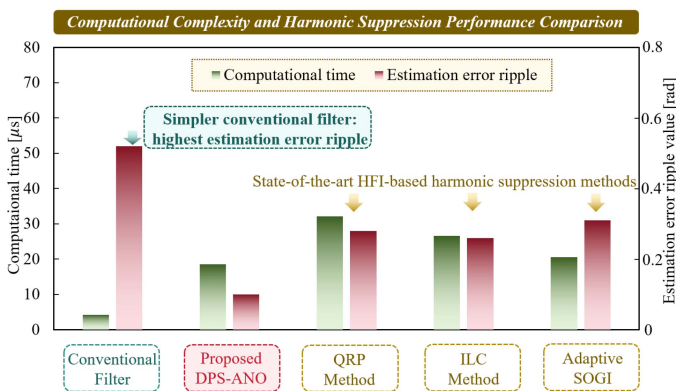 Computational Complexity and Harmonic Suppression Performance Comparison
80
70
60
50
40
30
20
10
0
Computaional time [μs]
Computational time
Estimation error ripple
Simpler conventional filter:
highest estimation error ripple
State-of-the-art HFI-based harmonic suppression methods
0.8
0.6
0.4
0.2
0
Estimation error ripple value [rad]
Conventional
Filter
Proposed
DPS-ANO
QRP
Method
ILC
Method
Adaptive
SOGI